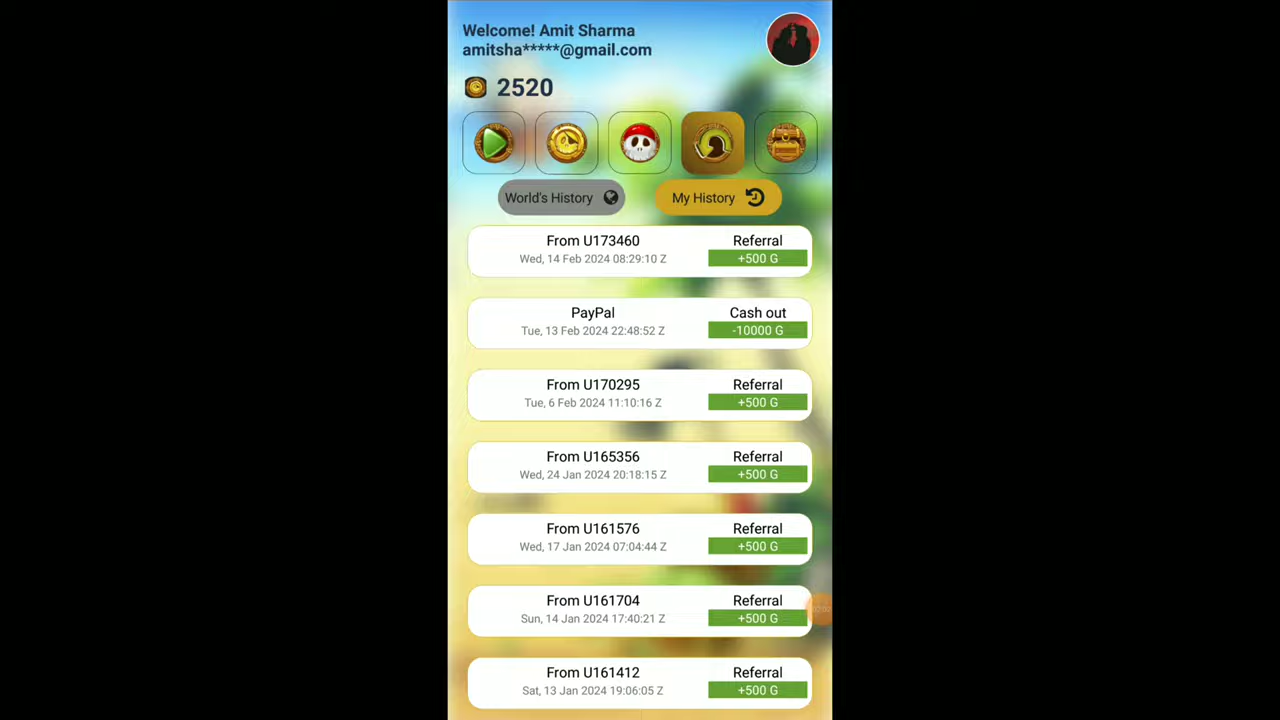 Welcome! Amit Sharma
amitsha*****@gmail.com
2520
World's History
My History
From U173460
Referral
Wed, 14 Feb 2024 08:29:10 Z
+500 G
PayPal
Cash out
Tue, 13 Feb 2024 22:48:52 Z
-10000 G
From U170295
Referral
Tue, 6 Feb 2024 11:10:16 Z
+500 G
From U165356
Referral
Wed, 24 Jan 2024 20:18:15 Z
+500 G
From U161576
Referral
Wed, 17 Jan 2024 07:04:44 Z
+500 G
From U161704
Referral
Sun, 14 Jan 2024 17:40:21 Z
+500 G
From U161412
Referral
Sat, 13 Jan 2024 19:06:05 Z
+500 G